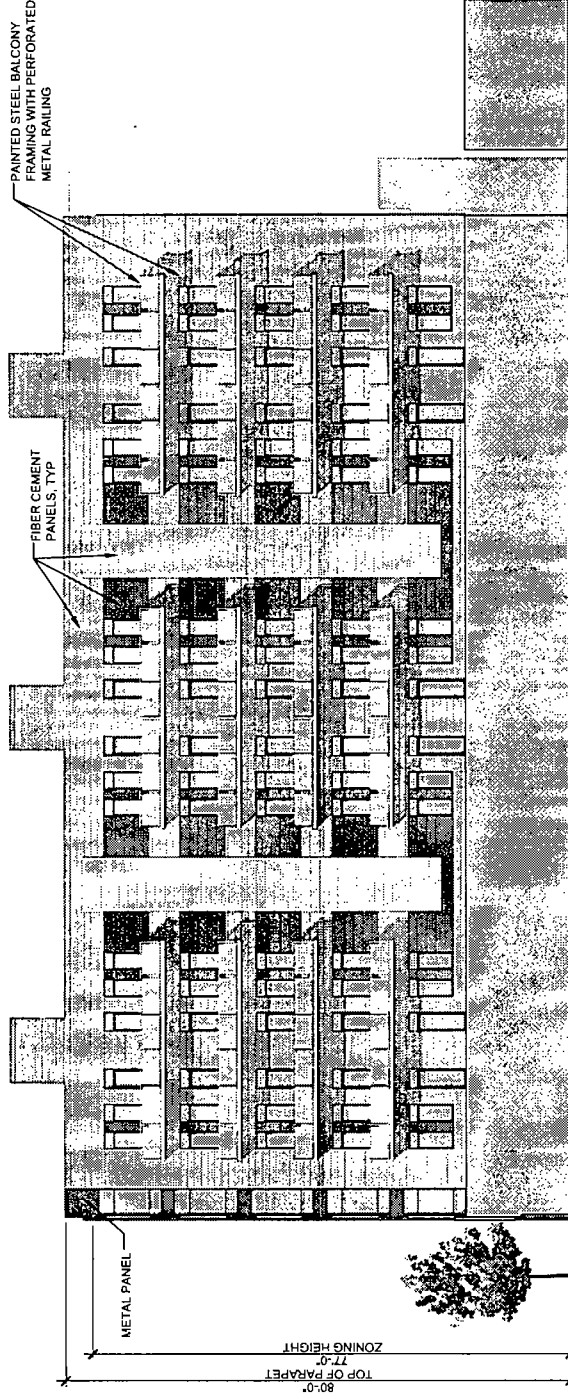 PAINTED STEEL BALCONY
FRAMING WITH PERFORATED
METAL RAILING
FIBER CEMENT
PANELS, TYP
METAL PANEL
77'-0"
ZONING HEIGHT
80'-0"
TOP OF PARAPET